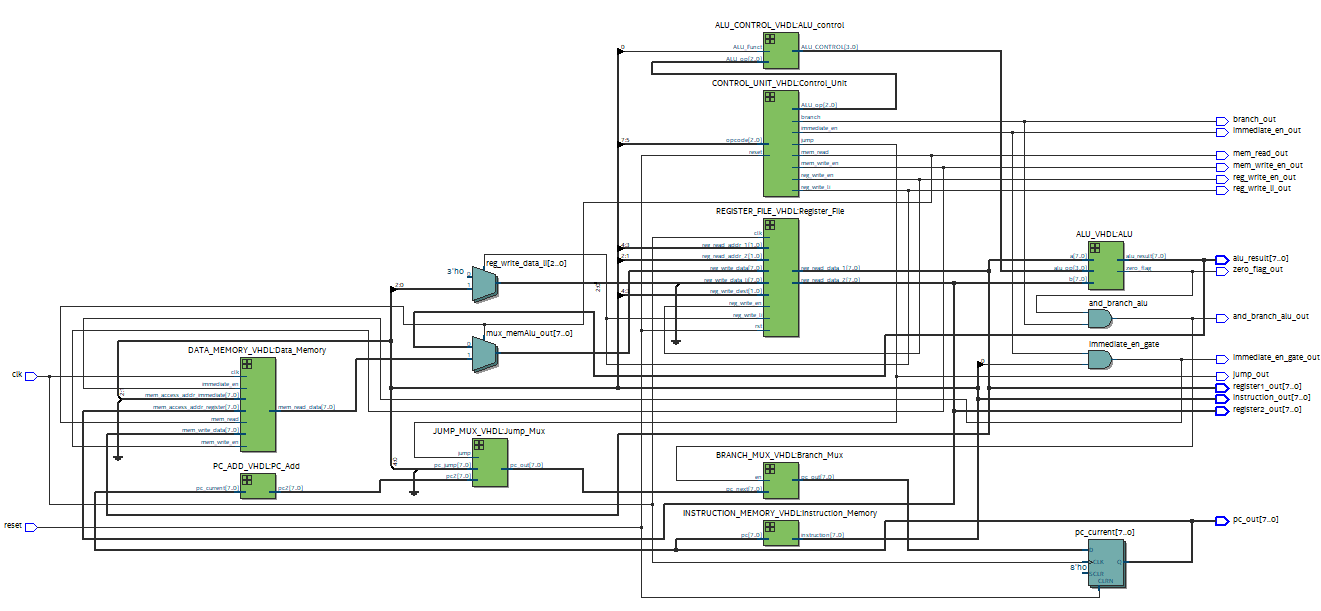 ALU_CONTROL_VHDL:ALU_control
0
ALU_Funct
ALU_CONTROL[3..0]
ALU_op[2..0]
CONTROL_UNIT_VHDL:Control_Unit
ALU_op[2..0]
branch
branch_out
immediate_en
immediate_en_out
7:5
opcode[2..0]
jump
reset
mem_read
mem_read_out
mem_write_en
mem_write_en_out
reg_write_en
reg_write_en_out
reg_write_li
reg_write_li_out
REGISTER_FILE_VHDL:Register_File
clk
reg_read_addr_1[1..0]
2:1
reg_read_addr_2[1..0]
reg_write_data[7..0]
reg_read_data_1[7..0]
reg_write_data_li[7..0]
reg_read_data_2[7..0]
reg_write_dest[1..0]
reg_write_en
reg_write_li
rst
ALU_VHDL:ALU
a[7..0]
alu_result[7..0]
alu_result[7..0]
alu_op[3..0]
zero_flag
zero_flag_out
b[7..0]
reg_write_data_li[2..0]
3'h0
0
1
2:0
2:0
mux_memAlu_out[7..0]
0
1
and_branch_alu
and_branch_alu_out
immediate_en_gate
immediate_en_gate_out
0
jump_out
register1_out[7..0]
instruction_out[7..0]
register2_out[7..0]
DATA_MEMORY_VHDL:Data_Memory
clk
clk
immediate_en
mem_access_addr_immediate[7..0]
mem_access_addr_register[7..0]
mem_read_data[7..0]
mem_read
mem_write_data[7..0]
mem_write_en
JUMP_MUX_VHDL:Jump_Mux
jump
4:0
pc_jump[7..0]
pc_out[7..0]
pc2[7..0]
PC_ADD_VHDL:PC_Add
pc_current[7..0]
pc2[7..0]
BRANCH_MUX_VHDL:Branch_Mux
en
pc_out[7..0]
pc_next[7..0]
INSTRUCTION_MEMORY_VHDL:Instruction_Memory
pc[7..0]
instruction[7..0]
reset
pc_out[7..0]
pc_current[7..0]
D
CLK
Q
8'h0
SCLR
CLRN